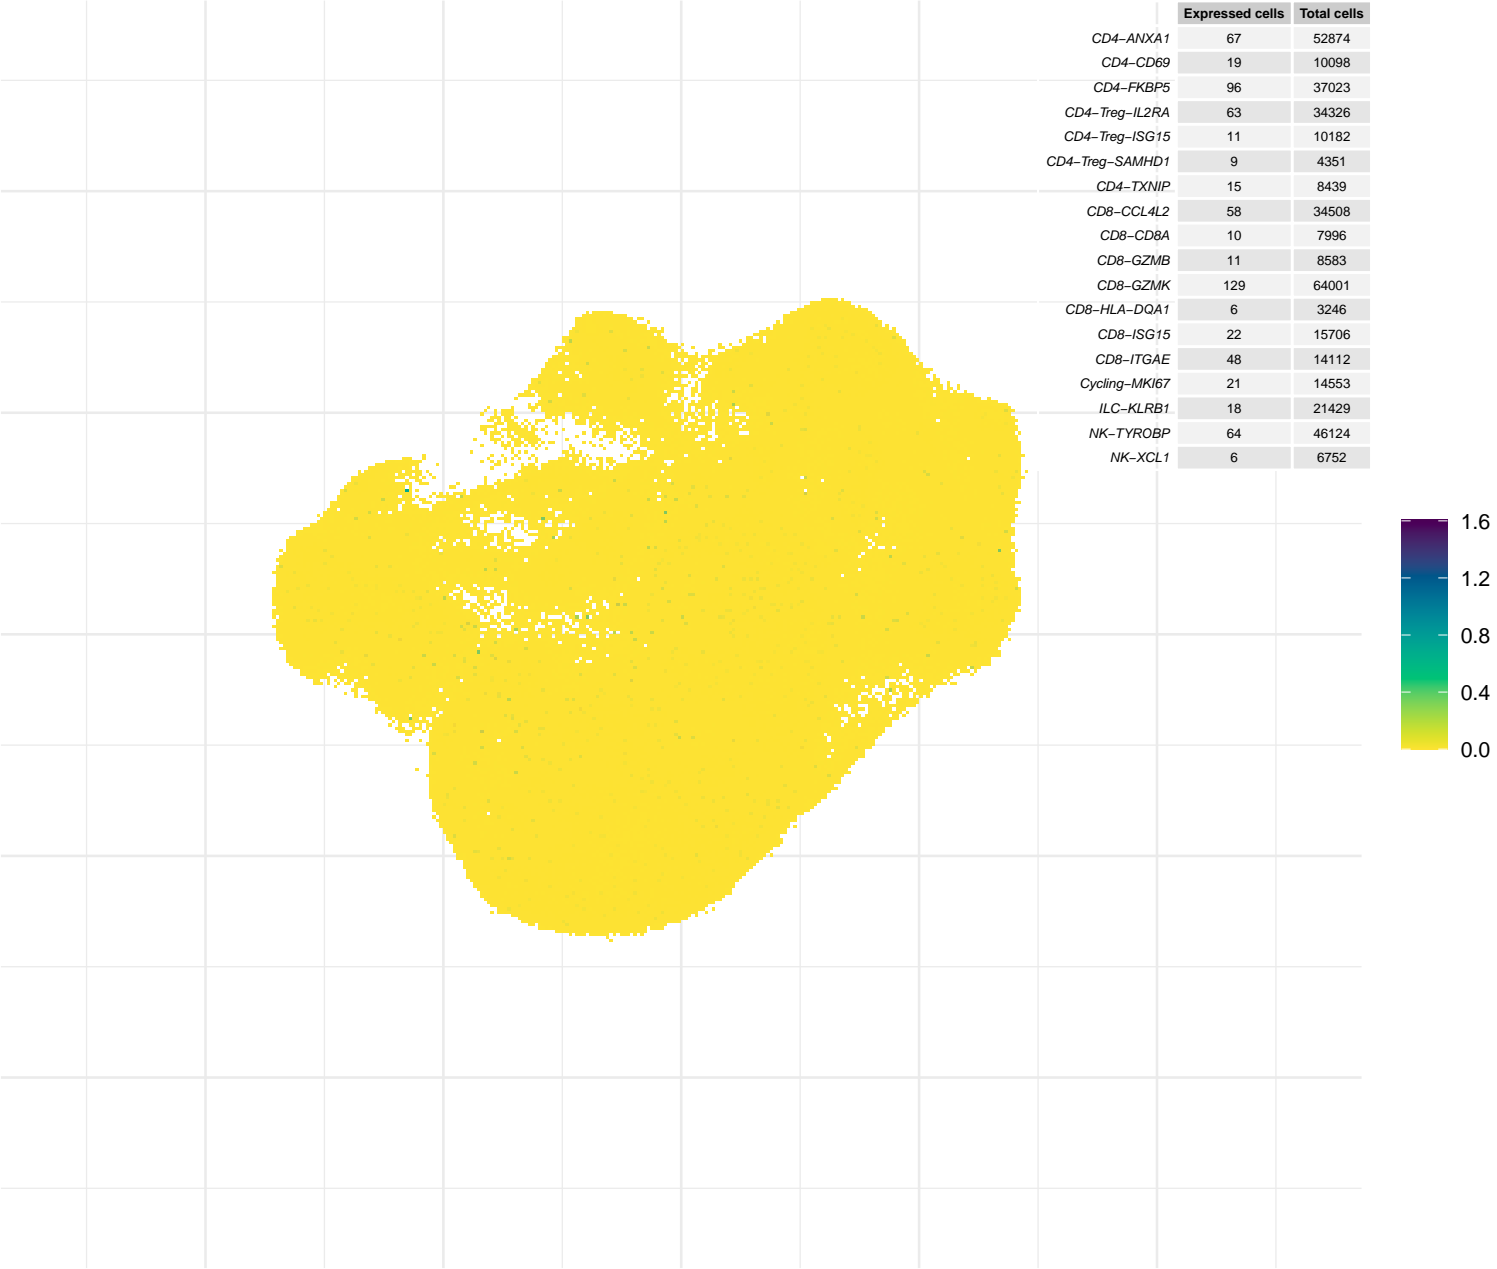 Expressed cells Total cells
CD4−ANXA1 67 52874
CD4−CD69 19 10098
CD4−FKBP5 96 37023
CD4−Treg−IL2RA 63 34326
CD4−Treg−ISG15 11 10182
CD4−Treg−SAMHD1 9 4351
CD4−TXNIP 15 8439
CD8−CCL4L2 58 34508
CD8−CD8A 10 7996
CD8−GZMB 11 8583
CD8−GZMK 129 64001
CD8−HLA−DQA1 6 3246
CD8−ISG15 22 15706
CD8−ITGAE 48 14112
Cycling−MKI67 21 14553
ILC−KLRB1 18 21429
NK−TYROBP 64 46124
NK−XCL1 6 6752
1.6
1.2
0.8
0.4
0.0